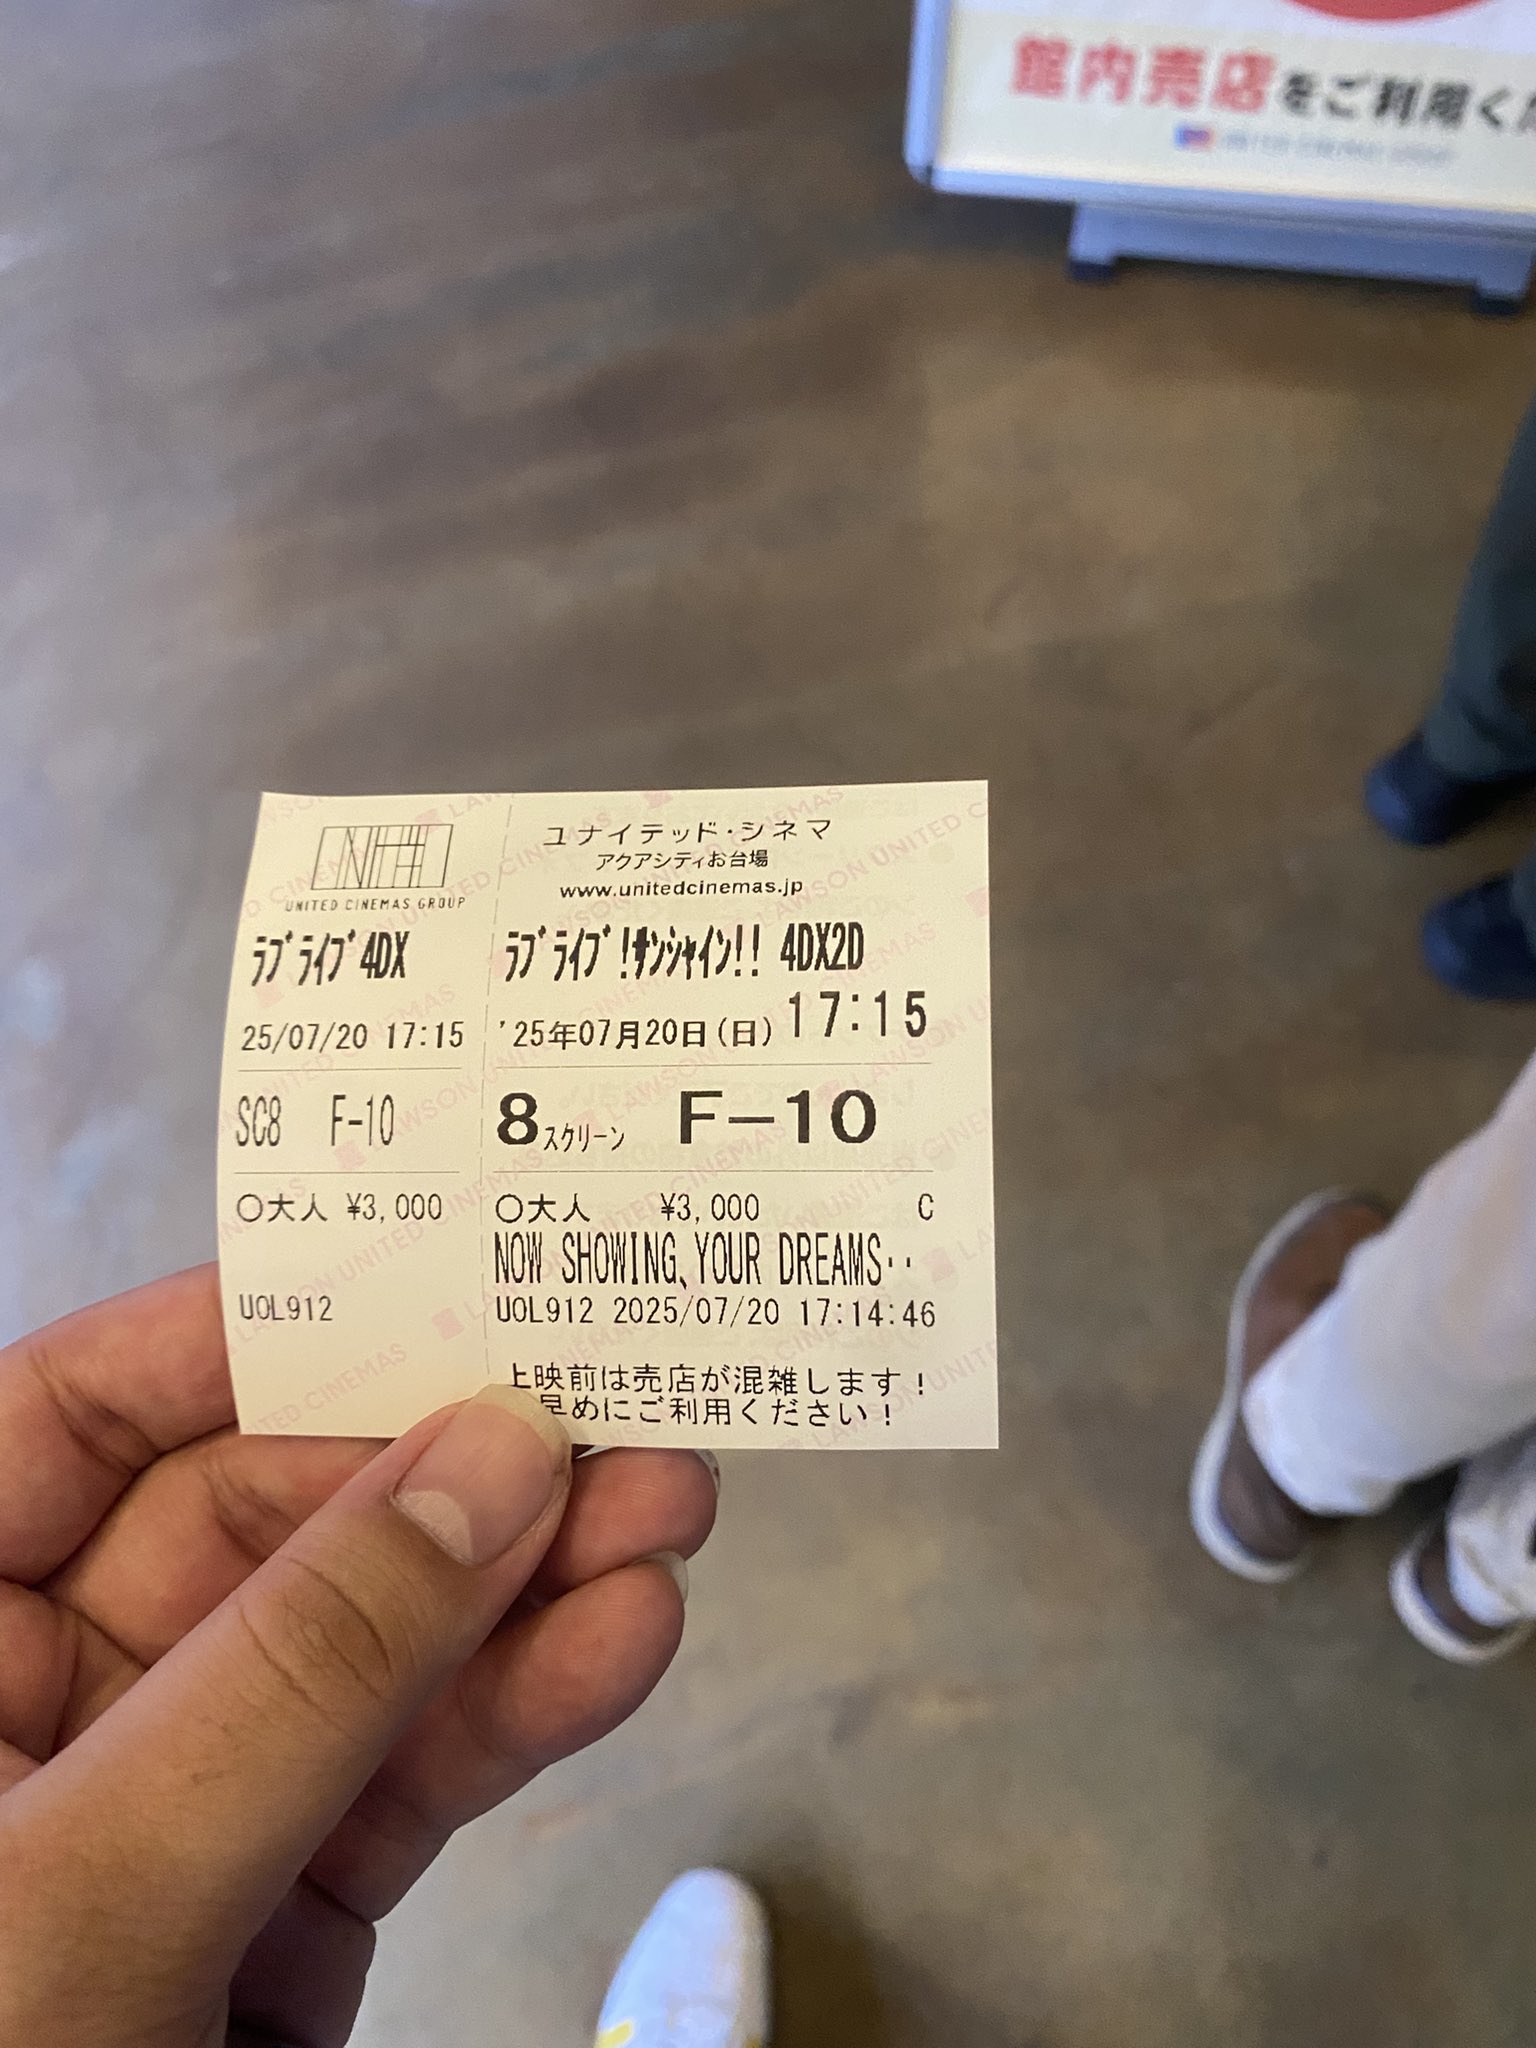 館内売店をご利用く
UNITED CINEMAS GROUP
ラブライブ4DX
25/07/20 17:15
SC8 F-10
○大人 ¥3,000
UOL912
ユナイテッド・シネマ
アクアシティお台場
www.unitedcinemas.jp
ラブライブ!サンシャイン!! 4DX2D
'25年07月20日(日) 17:15
8スクリーン F-10
○大人 ¥3,000 C
NOW SHOWING、YOUR DREAMS‥
UOL912 2025/07/20 17:14:46
上映前は売店が混雑します！
早めにご利用ください！
LAWSON UNITED CINEMAS